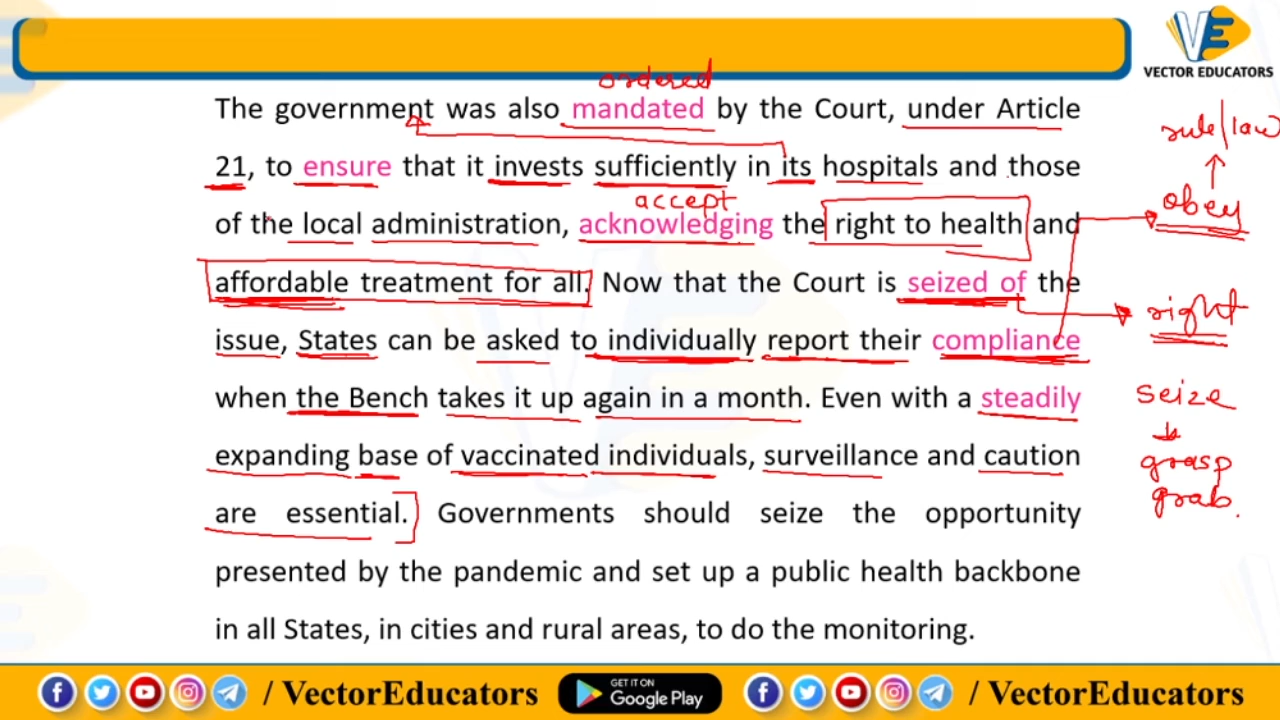 VE
VECTOR EDUCATORS
ordered
The government was also mandated by the Court, under Article
rule/law
21, to ensure that it invests sufficiently in its hospitals and those
accept
obey
of the local administration, acknowledging the right to health and
affordable treatment for all. Now that the Court is seized of the
right
issue, States can be asked to individually report their compliance
when the Bench takes it up again in a month. Even with a steadily
seize
expanding base of vaccinated individuals, surveillance and caution
grasp
grab.
are essential. Governments should seize the opportunity
presented by the pandemic and set up a public health backbone
in all States, in cities and rural areas, to do the monitoring.
/ VectorEducators GET IT ON Google Play / VectorEducators